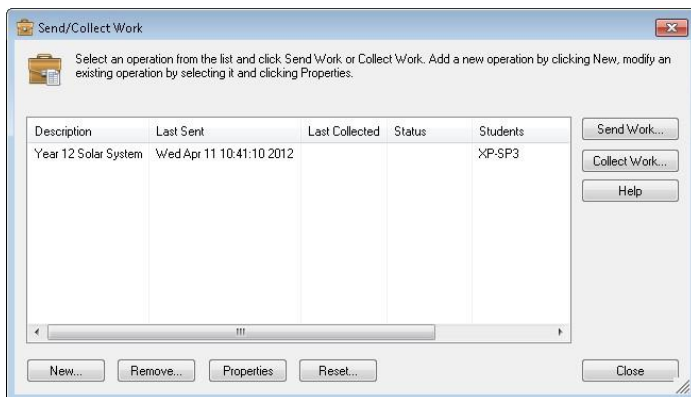 Send/Collect Work
Select an operation from the list and click Send Work or Collect Work. Add a new operation by clicking New, modify an
existing operation by selecting it and clicking Properties.
Description Last Sent Last Collected Status Students
Year 12 Solar System Wed Apr 11 10:41:10 2012 XP-SP3
Send Work...
Collect Work...
Help
New... Remove... Properties Reset... Close